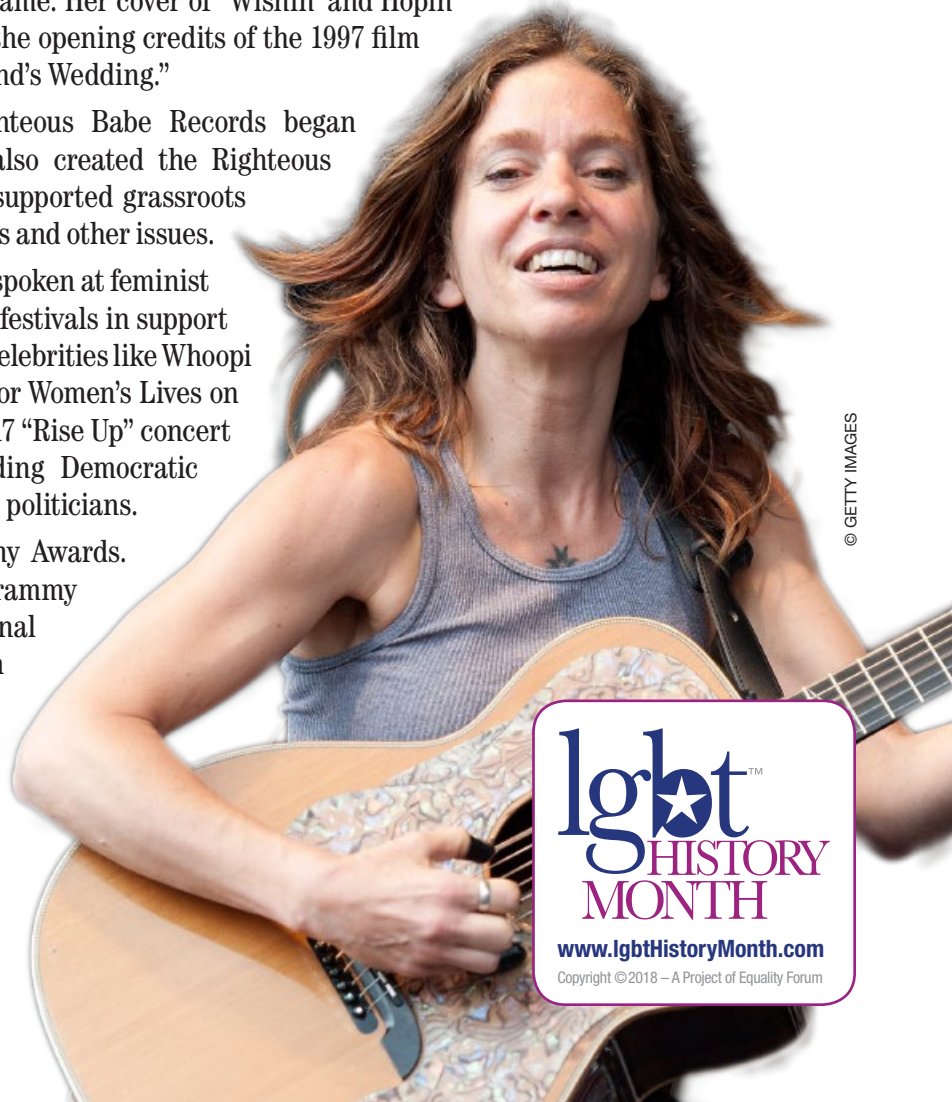 ame. Her cover of “Wishin’ and Hopin’
he opening credits of the 1997 film
nd’s Wedding.”
hteous Babe Records began
also created the Righteous
supported grassroots
s and other issues.
spoken at feminist
festivals in support
elebrities like Whoopi
or Women’s Lives on
17 “Rise Up” concert
ding Democratic
politicians.
ny Awards.
rammy
nal
© GETTY IMAGES
lgbt™
HISTORY
MONTH
www.lgbtHistoryMonth.com
Copyright ©2018 – A Project of Equality Forum